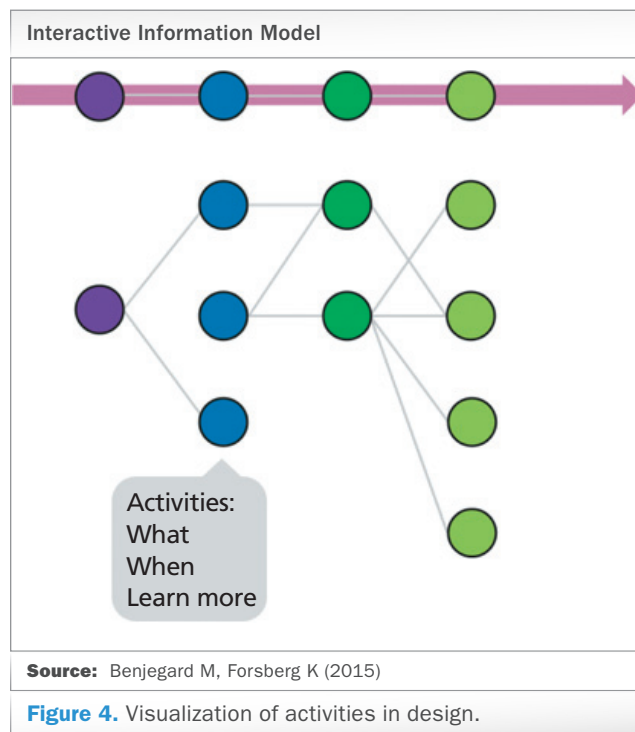 Interactive Information Model
Activities:
What
When
Learn more
Source: Benjegard M, Forsberg K (2015)
Figure 4. Visualization of activities in design.